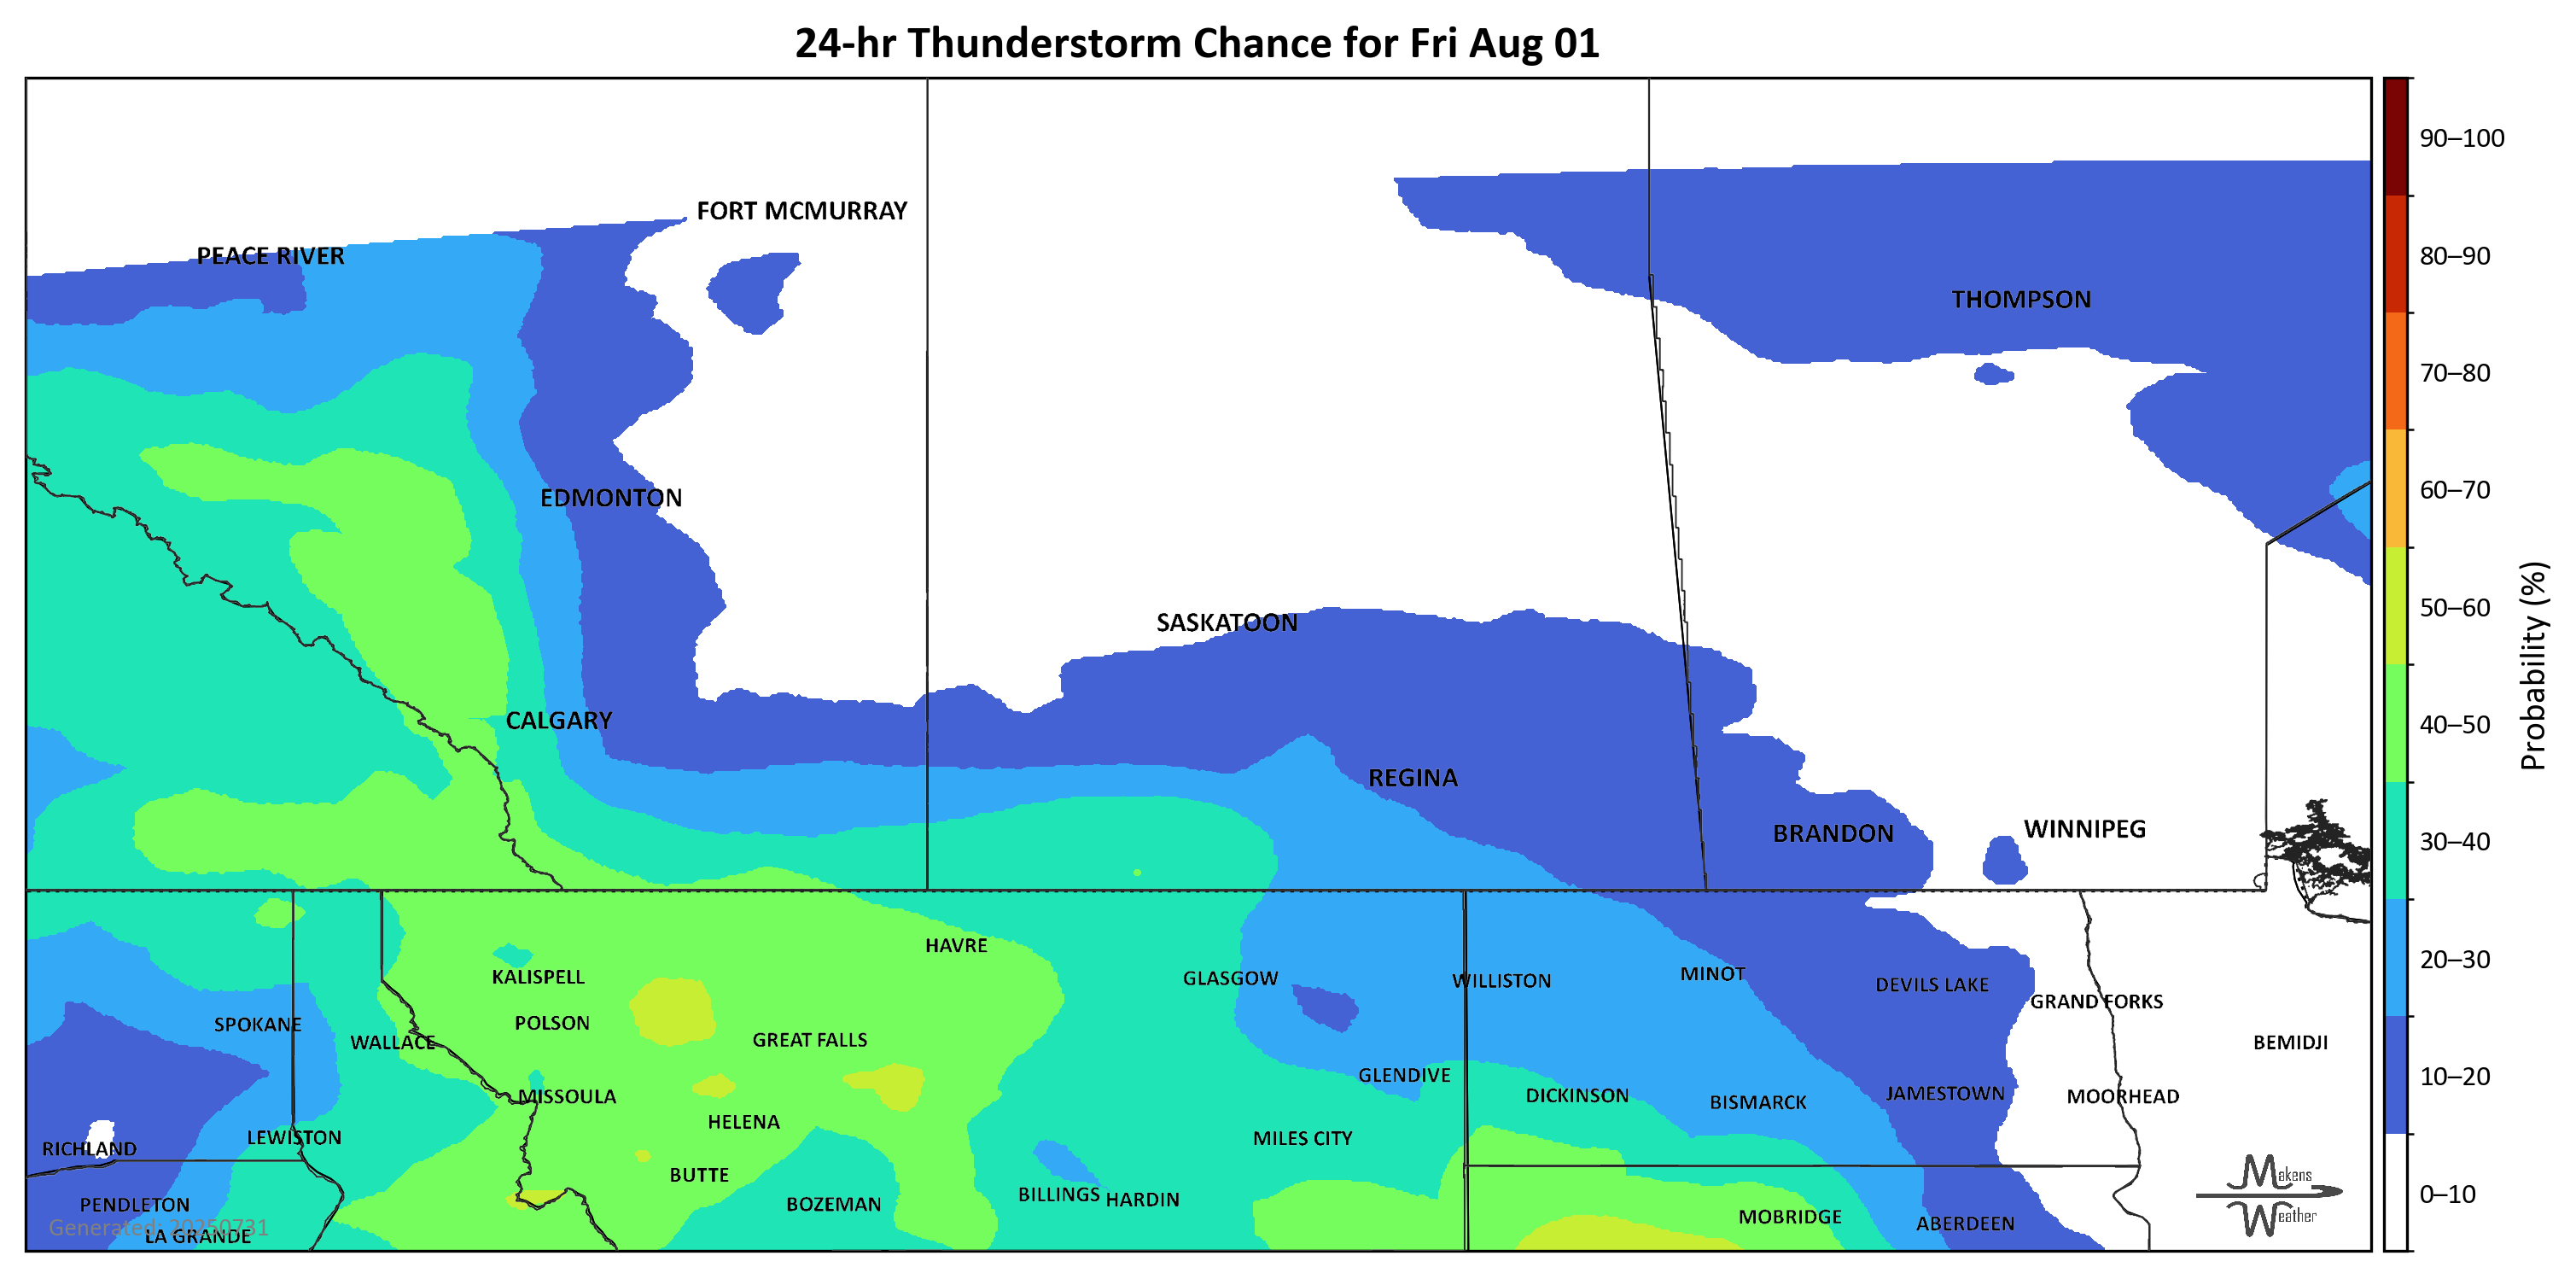 24-hr Thunderstorm Chance for Fri Aug 01
FORT MCMURRAY
PEACE RIVER
THOMPSON
EDMONTON
SASKATOON
CALGARY
REGINA
BRANDON
WINNIPEG
HAVRE
KALISPELL
GLASGOW
WILLISTON
MINOT
DEVILS LAKE
GRAND FORKS
SPOKANE
POLSON
WALLACE
GREAT FALLS
BEMIDJI
GLENDIVE
MISSOULA
DICKINSON
BISMARCK
JAMESTOWN
MOORHEAD
HELENA
LEWISTON
MILES CITY
RICHLAND
BUTTE
PENDLETON
BOZEMAN
BILLINGS
HARDIN
MOBRIDGE
ABERDEEN
Generated: 20250731
LA GRANDE
Makens
Weather
90–100
80–90
70–80
60–70
50–60
40–50
30–40
20–30
10–20
0–10
Probability (%)